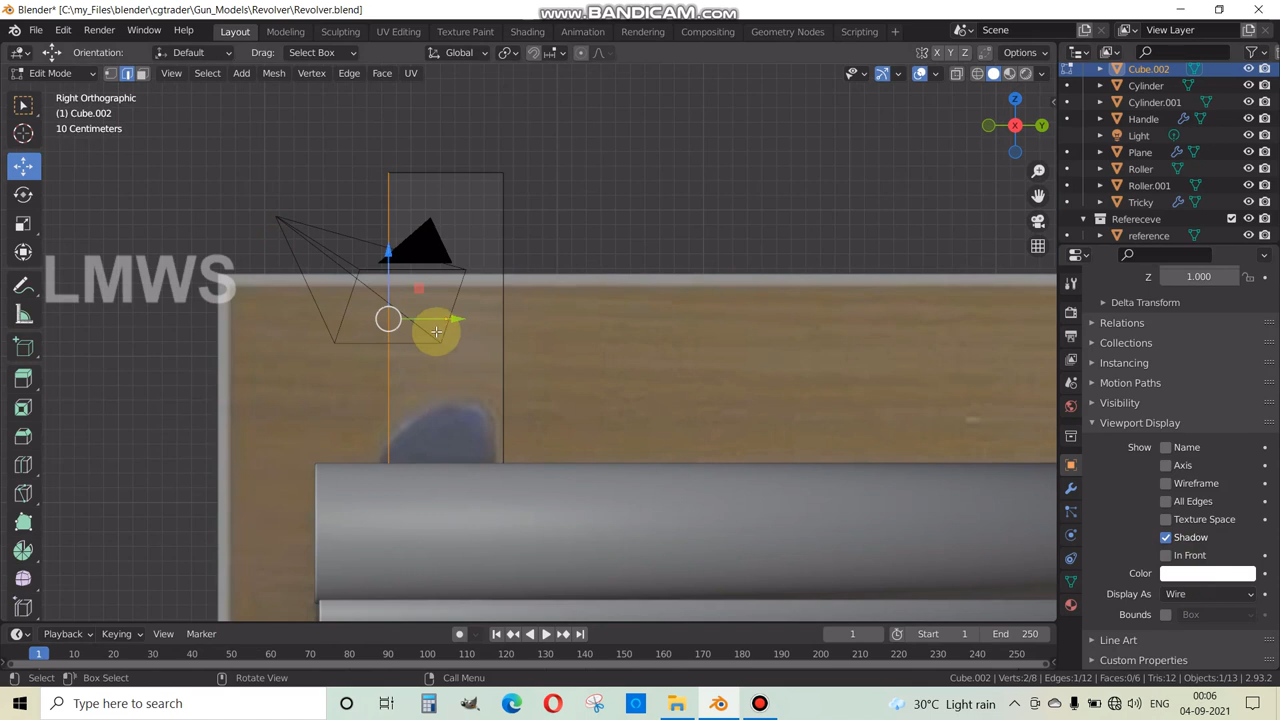 Blender* [C:\my_Files\blender\cgtrader\Gun_Models\Revolver\Revolver.blend]
www.BANDICAM.com
File Edit Render Window Help Layout Modeling Sculpting UV Editing Texture Paint Shading Animation Rendering Compositing Geometry Nodes Scripting + Scene View Layer
Orientation: Default Drag: Select Box Global X Y Z Options
Edit Mode View Select Add Mesh Vertex Edge Face UV
Right Orthographic
(1) Cube.002
10 Centimeters
Z
X
Y
LMWS
Cube.002
Cylinder
Cylinder.001
Handle
Light
Plane
Roller
Roller.001
Tricky
Refereceve
reference
Z 1.000
Delta Transform
Relations
Collections
Instancing
Motion Paths
Visibility
Viewport Display
Show Name
Axis
Wireframe
All Edges
Texture Space
Shadow
In Front
Color
Display As Wire
Bounds Box
Line Art
Custom Properties
Playback Keying View Marker 1 Start 1 End 250
1 10 20 30 40 50 60 70 80 90 100 110 120 130 140 150 160 170 180 190 200 210 220 230 240 250
Select Box Select Rotate View Call Menu Cube.002 | Verts:2/8 | Edges:1/12 | Faces:0/6 | Tris:12 | Objects:1/13 | 2.93.2
Type here to search 30°C Light rain ENG 00:06
04-09-2021